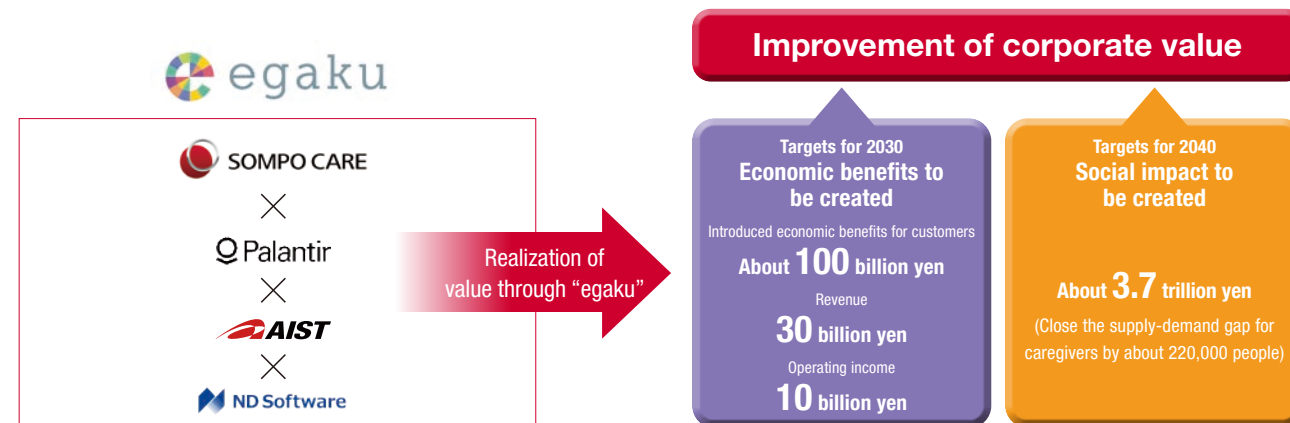 egaku
SOMPO CARE
×
Palantir
×
AIST
×
ND Software
Realization of
value through “egaku”
Improvement of corporate value
Targets for 2030
Economic benefits to
be created
Introduced economic benefits for customers
About 100 billion yen
Revenue
30 billion yen
Operating income
10 billion yen
Targets for 2040
Social impact to
be created
About 3.7 trillion yen
(Close the supply-demand gap for
caregivers by about 220,000 people)